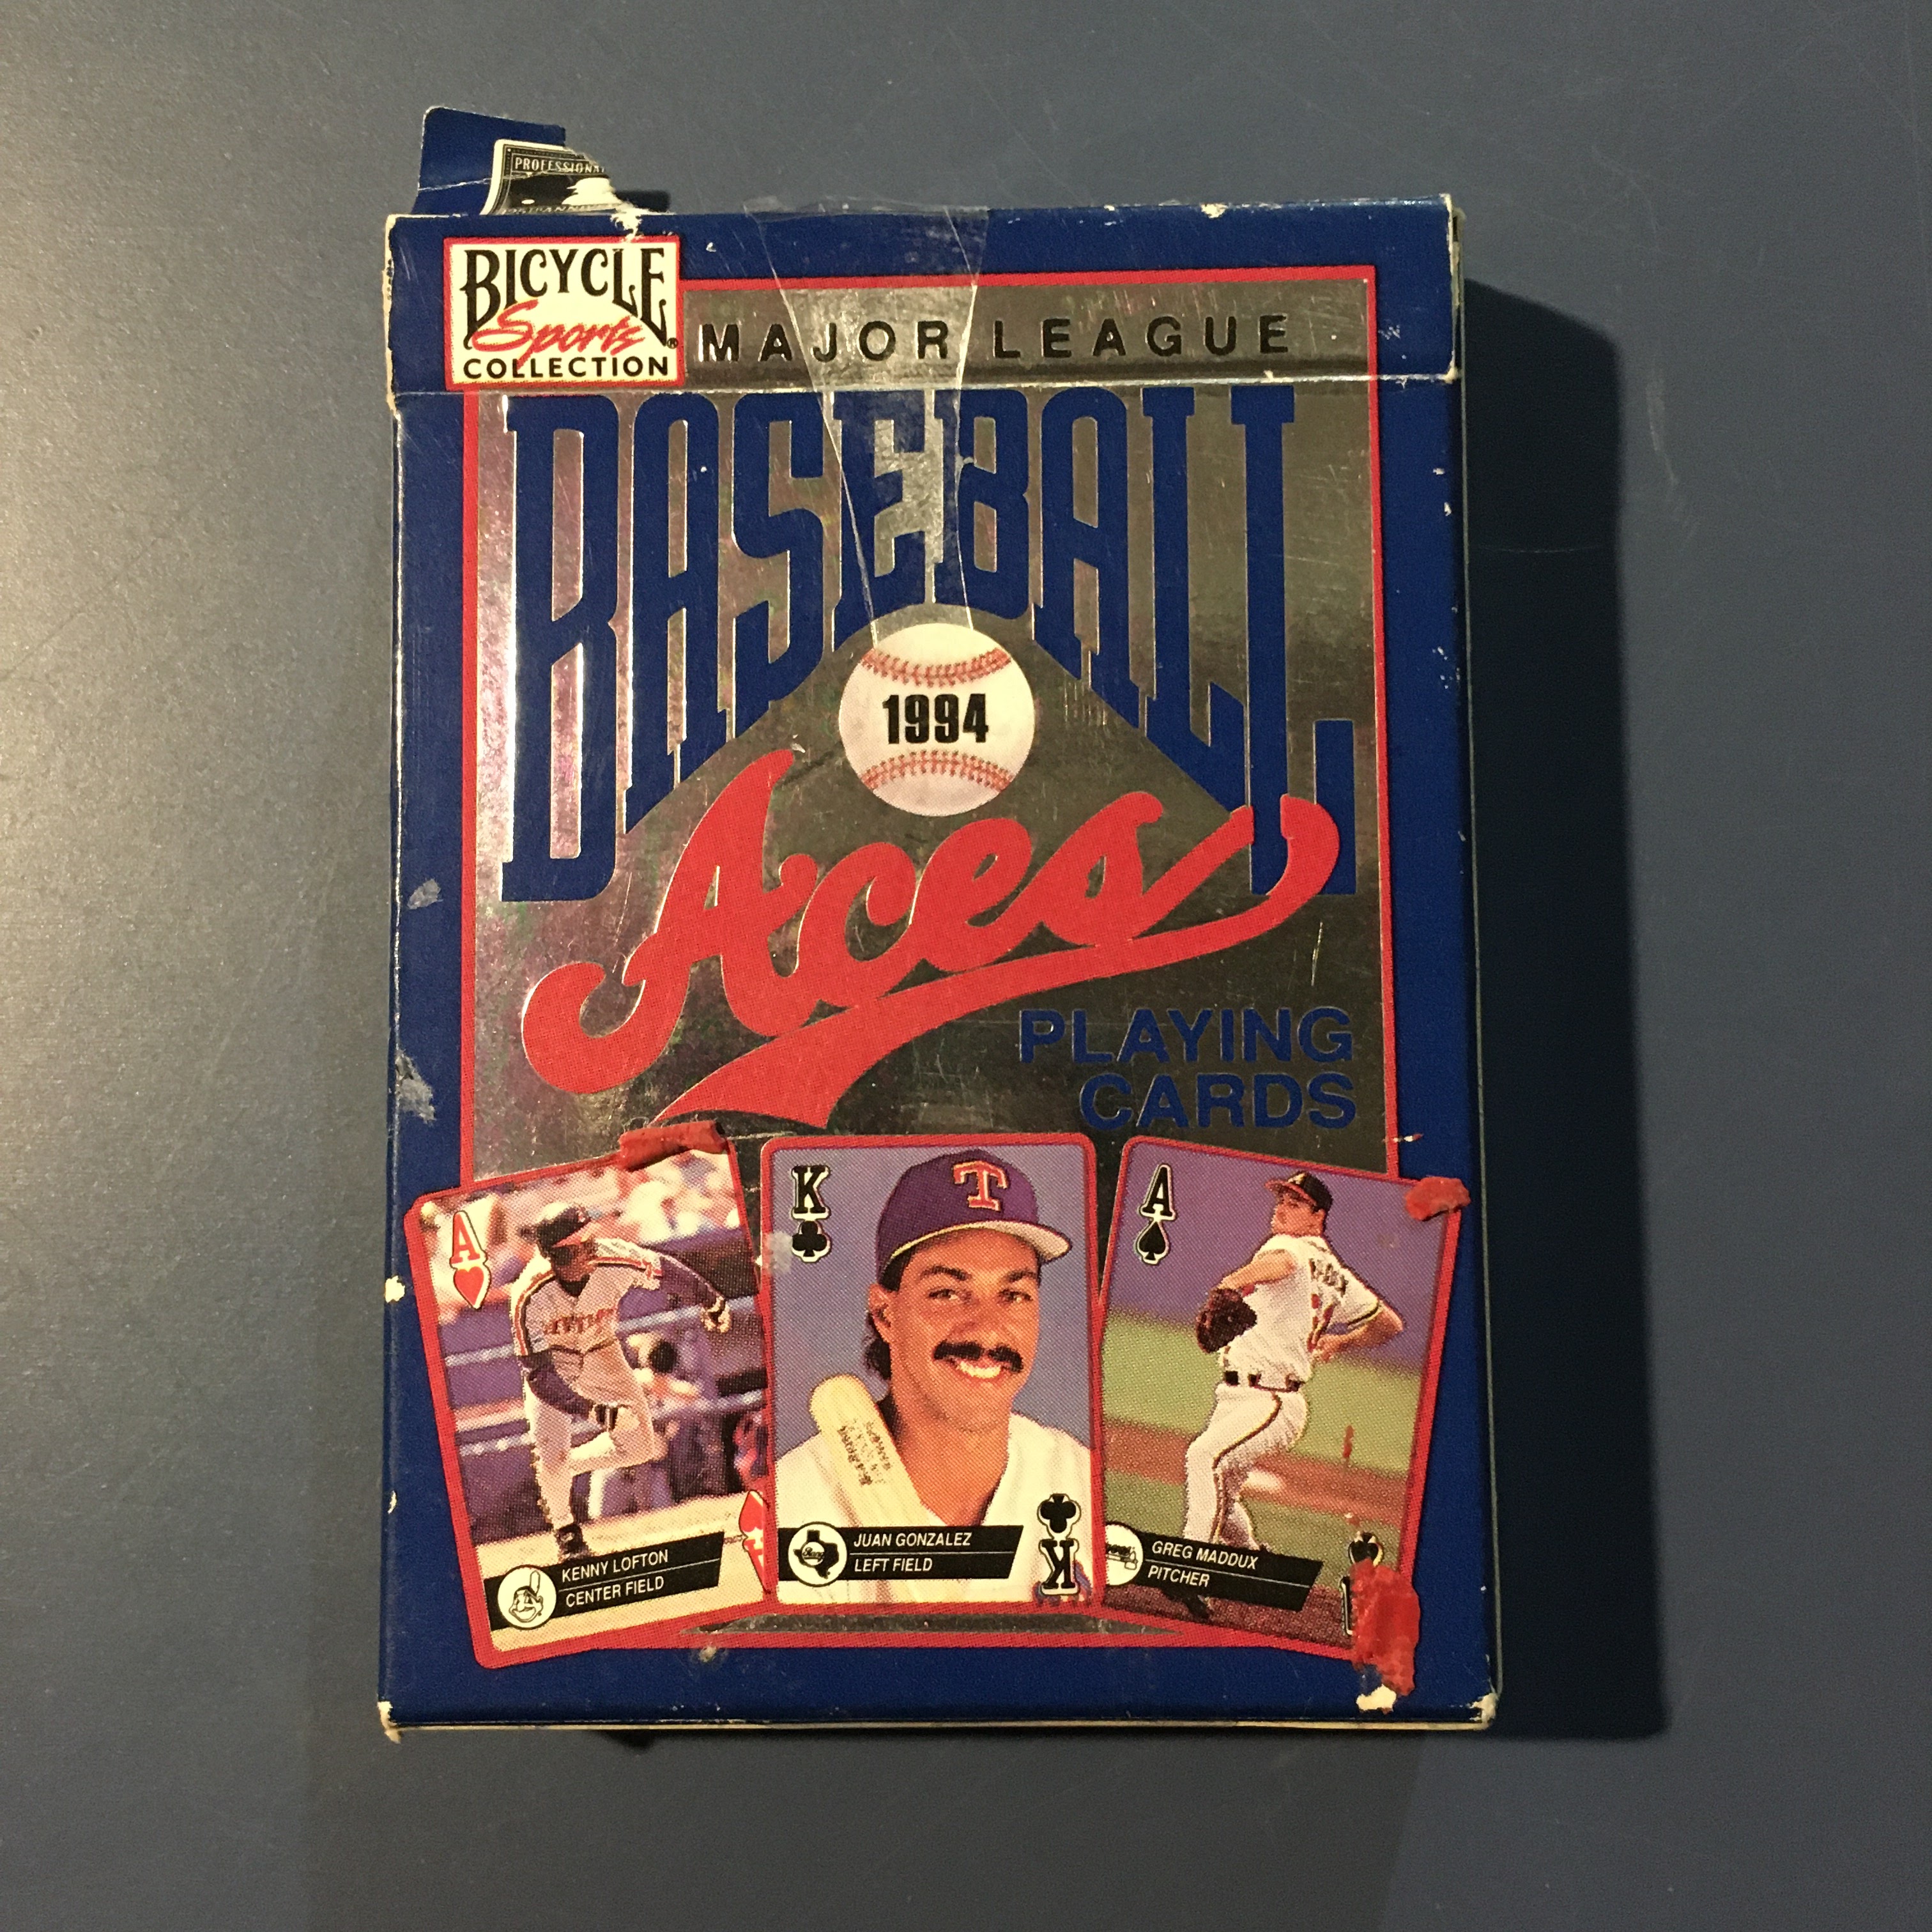 PROFESSIONAL
BICYCLE
Sports
COLLECTION
MAJOR LEAGUE
BASEBALL
1994
Aces
PLAYING
CARDS
A
K
A
KENNY LOFTON
CENTER FIELD
A
JUAN GONZALEZ
LEFT FIELD
K
GREG MADDUX
PITCHER
T